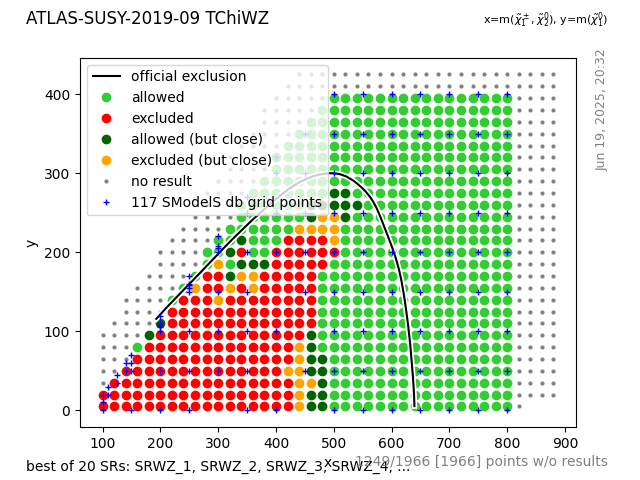 ATLAS-SUSY-2019-09 TChiWZ
x=m(χ̃₁±, χ̃₂⁰), y=m(χ̃₁⁰)
Jun 19, 2025, 20:32
official exclusion
allowed
excluded
allowed (but close)
excluded (but close)
no result
117 SModelS db grid points
y
400
300
200
100
0
100 200 300 400 500 600 700 800 900
x
1249/1966 [1966] points w/o results
best of 20 SRs: SRWZ_1, SRWZ_2, SRWZ_3, SRWZ_4, ...